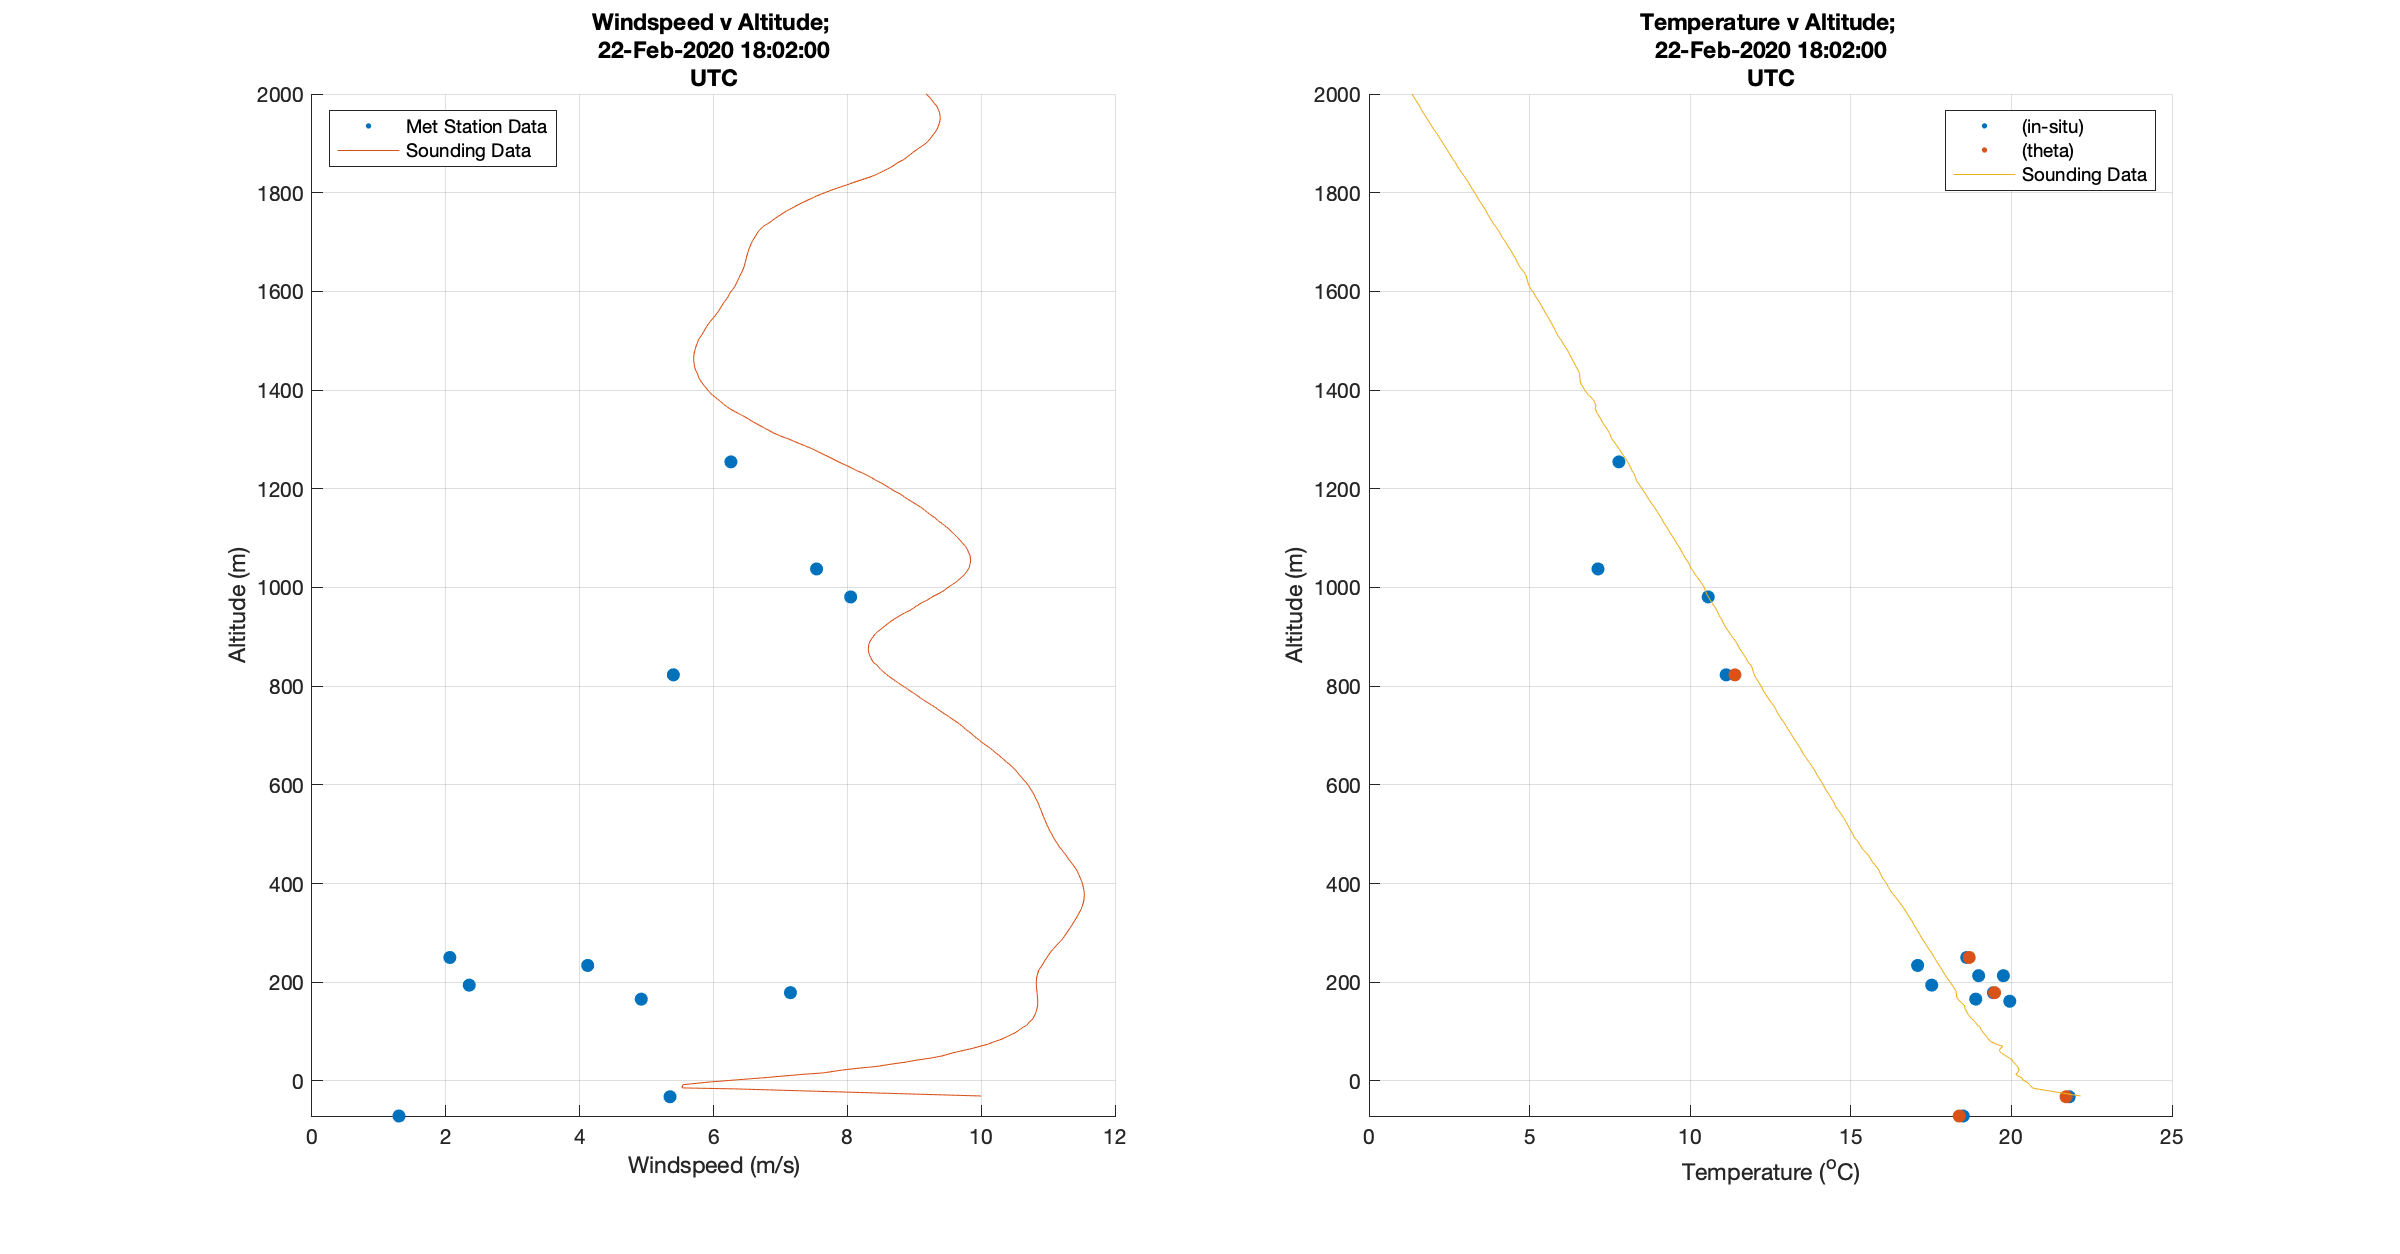 Windspeed v Altitude;
22-Feb-2020 18:02:00
UTC
2000
1800
1600
1400
1200
1000
800
600
400
200
0
0 2 4 6 8 10 12
Altitude (m)
Windspeed (m/s)
Met Station Data
Sounding Data
Temperature v Altitude;
22-Feb-2020 18:02:00
UTC
2000
1800
1600
1400
1200
1000
800
600
400
200
0
0 5 10 15 20 25
Altitude (m)
Temperature (°C)
(in-situ)
(theta)
Sounding Data